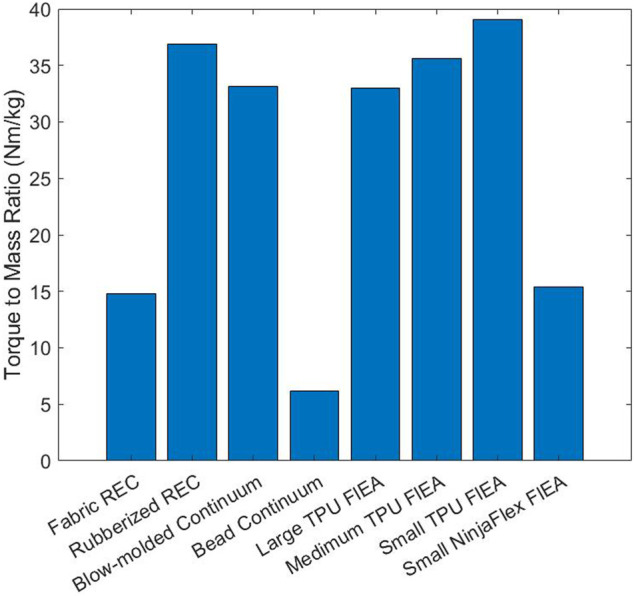 Torque to Mass Ratio (Nm/kg)
40
35
30
25
20
15
10
5
0
Fabric REC
Rubberized REC
Blow-molded Continuum
Bead Continuum
Large TPU FIEA
Medimum TPU FIEA
Small TPU FIEA
Small NinjaFlex FIEA